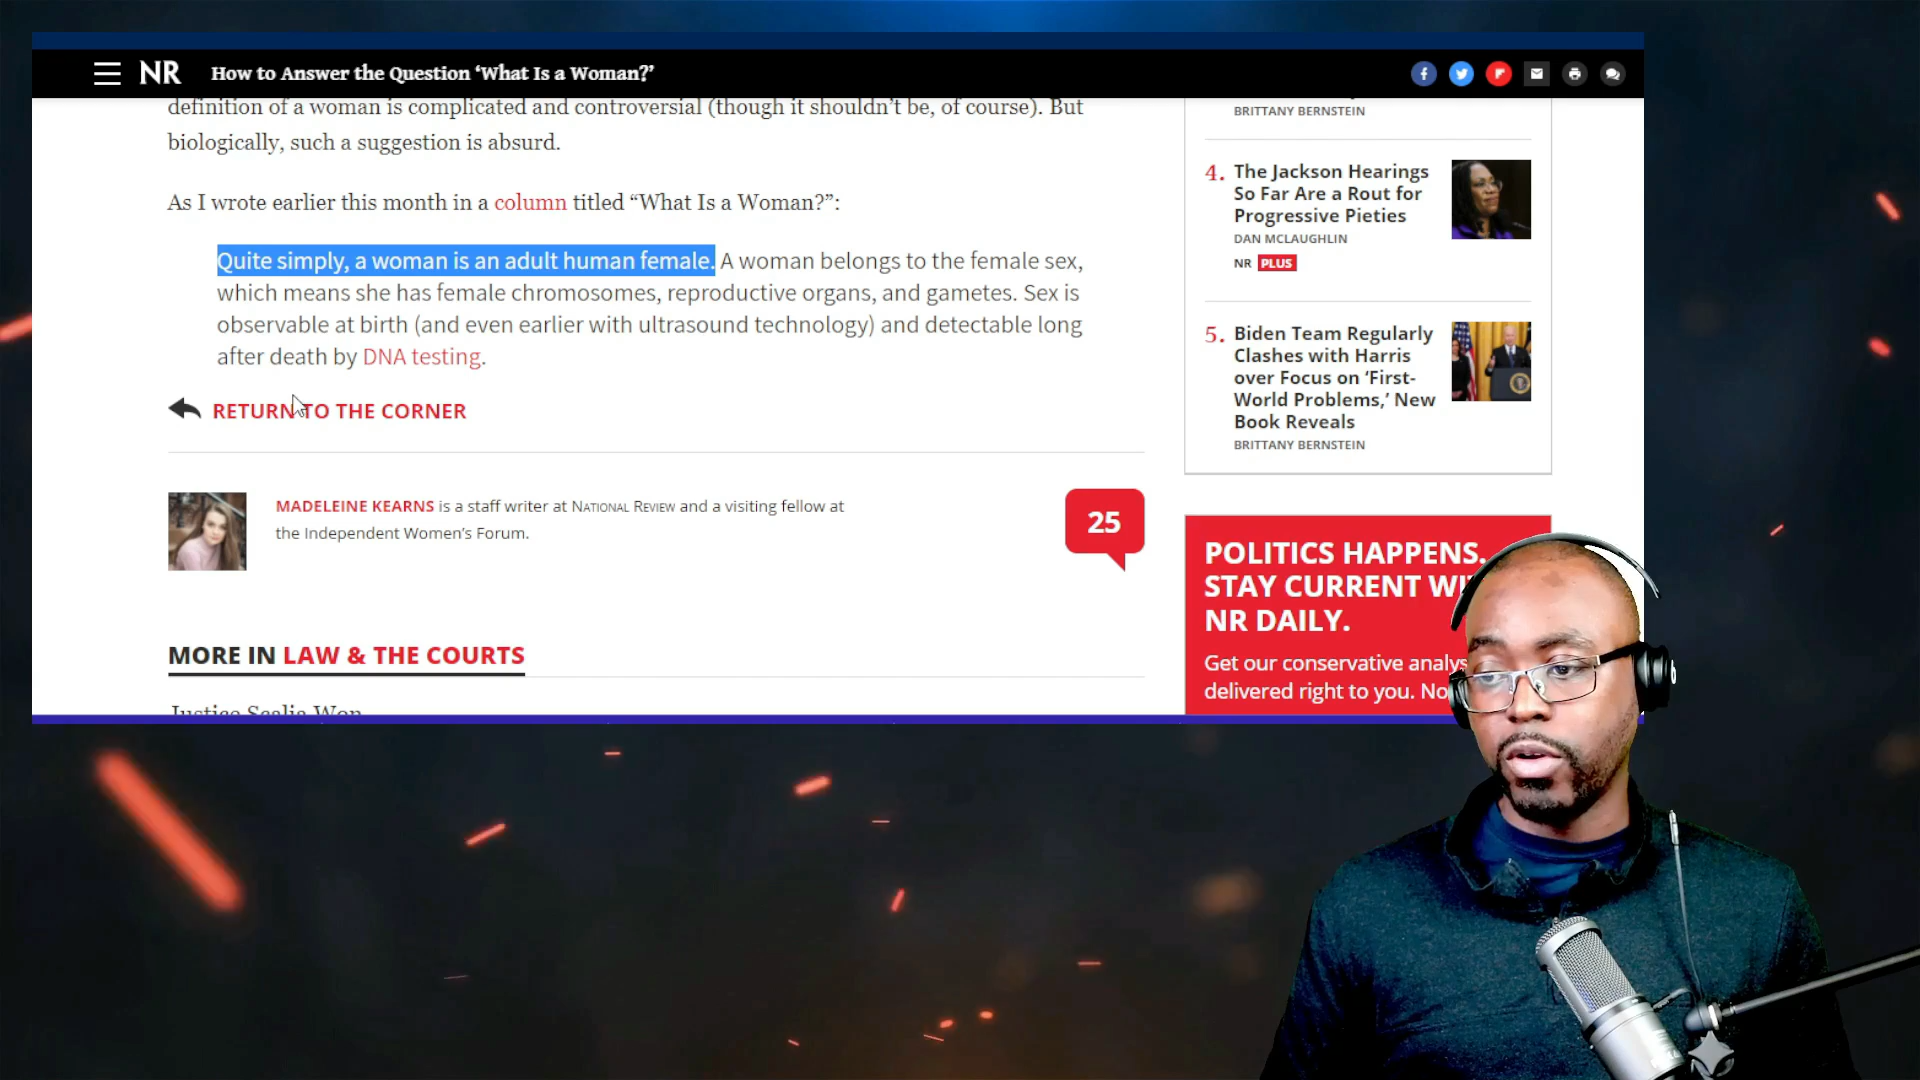 NR How to Answer the Question ‘What Is a Woman?’
definition of a woman is complicated and controversial (though it shouldn’t be, of course). But
biologically, such a suggestion is absurd.
As I wrote earlier this month in a column titled “What Is a Woman?”:
Quite simply, a woman is an adult human female. A woman belongs to the female sex,
which means she has female chromosomes, reproductive organs, and gametes. Sex is
observable at birth (and even earlier with ultrasound technology) and detectable long
after death by DNA testing.
RETURN TO THE CORNER
MADELEINE KEARNS is a staff writer at NATIONAL REVIEW and a visiting fellow at
the Independent Women’s Forum.
25
MORE IN LAW & THE COURTS
Justice Scalia Won
BRITTANY BERNSTEIN
4. The Jackson Hearings
So Far Are a Rout for
Progressive Pieties
DAN MCLAUGHLIN
NR PLUS
5. Biden Team Regularly
Clashes with Harris
over Focus on ‘First-
World Problems,’ New
Book Reveals
BRITTANY BERNSTEIN
POLITICS HAPPENS.
STAY CURRENT
NR DAILY.
Get our conservative
delivered right to you.